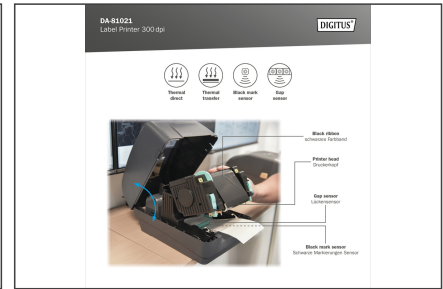 DA-81021
Label Printer 300 dpi
DIGITUS®
Thermal
direct
Thermal
transfer
Black mark
sensor
Gap
sensor
Black ribbon
schwarzes Farbband
Printer head
Druckerkopf
Gap sensor
Lückensensor
Black mark sensor
Schwarze Markierungen Sensor